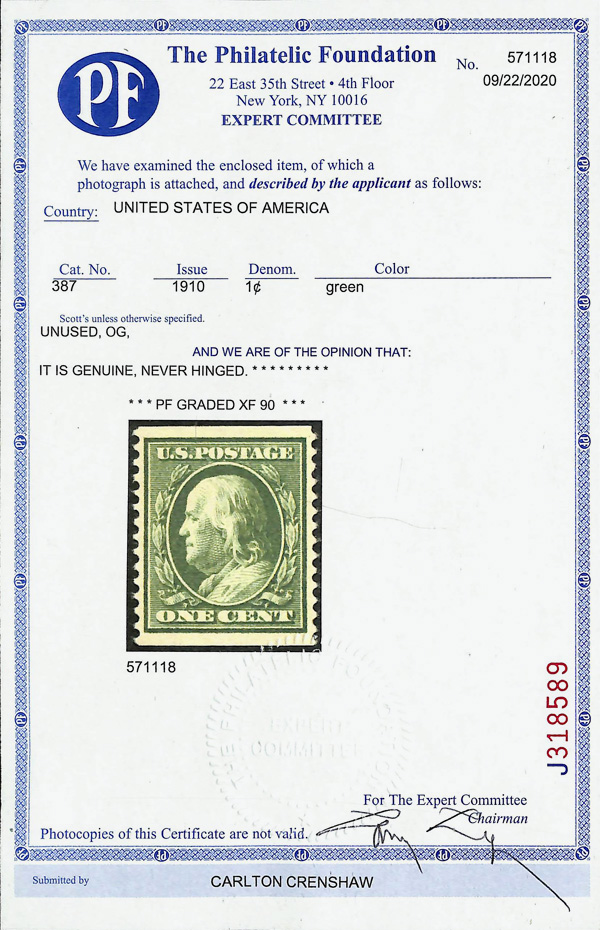 PF
The Philatelic Foundation
No. 571118
22 East 35th Street • 4th Floor
09/22/2020
New York, NY 10016
EXPERT COMMITTEE
We have examined the enclosed item, of which a
photograph is attached, and described by the applicant as follows:
Country: UNITED STATES OF AMERICA
Cat. No. Issue Denom. Color
387 1910 1¢ green
Scott's unless otherwise specified.
UNUSED, OG,
AND WE ARE OF THE OPINION THAT:
IT IS GENUINE, NEVER HINGED. * * * * * * * * *
* * * PF GRADED XF 90 * * *
U.S. POSTAGE
ONE CENT
571118
THE PHILATELIC FOUNDATION
EXPERT
COMMITTEE
J318589
For The Expert Committee
Chairman
Photocopies of this Certificate are not valid.
Submitted by CARLTON CRENSHAW